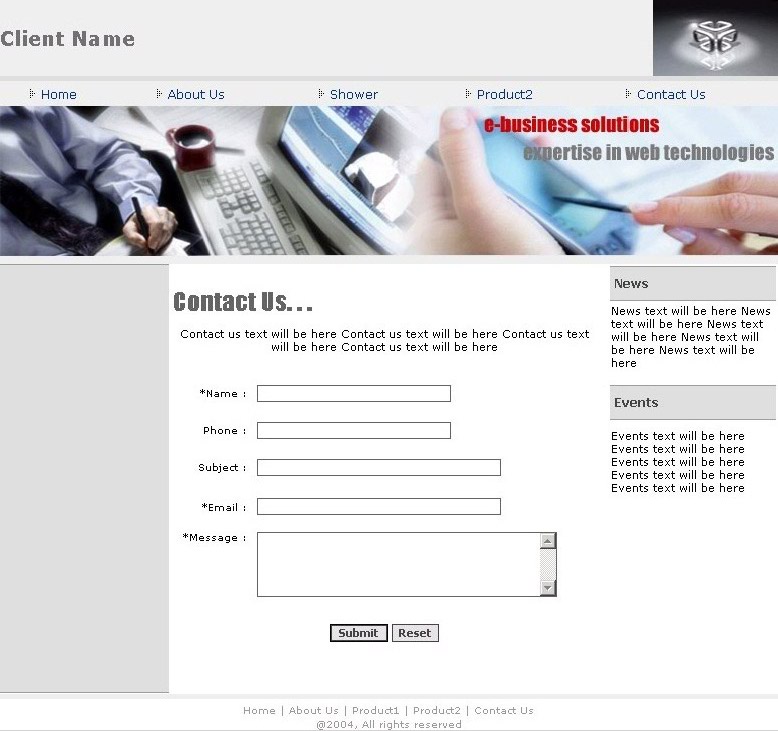 Client Name
Home About Us Shower Product2 Contact Us
e-business solutions
expertise in web technologies
Contact Us...
Contact us text will be here Contact us text will be here Contact us text
will be here Contact us text will be here
*Name :
Phone :
Subject :
*Email :
*Message :
Submit Reset
News
News text will be here News
text will be here News text
will be here News text will
be here News text will be
here
Events
Events text will be here
Events text will be here
Events text will be here
Events text will be here
Events text will be here
Home | About Us | Product1 | Product2 | Contact Us
@2004, All rights reserved